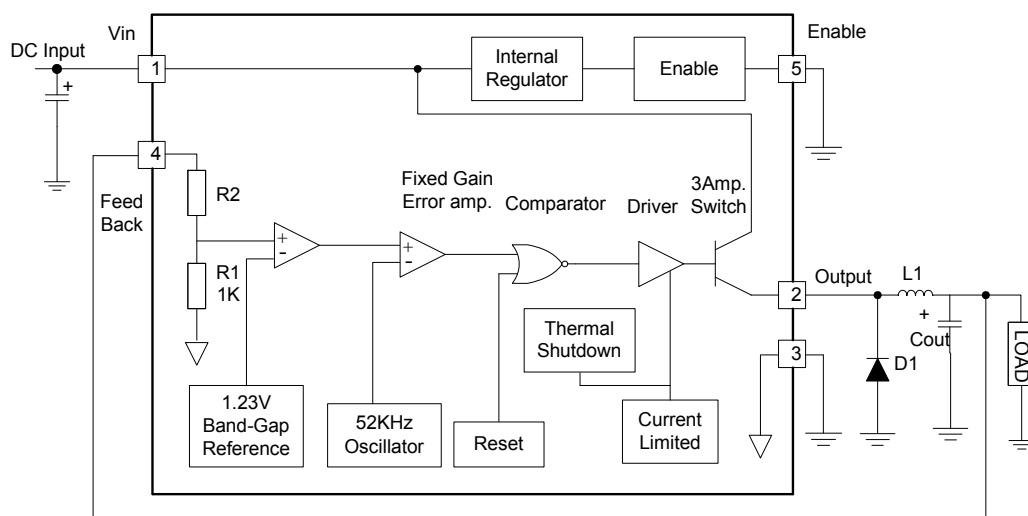 Vin
Enable
DC Input
1
Internal
Regulator
Enable
5
+
4
Feed
Back
R2
Fixed Gain
Error amp.
Comparator
Driver
3Amp.
Switch
+
-
+
-
R1
1K
Output
2
L1
+
Cout
LOAD
Thermal
Shutdown
3
D1
1.23V
Band-Gap
Reference
52KHz
Oscillator
Reset
Current
Limited